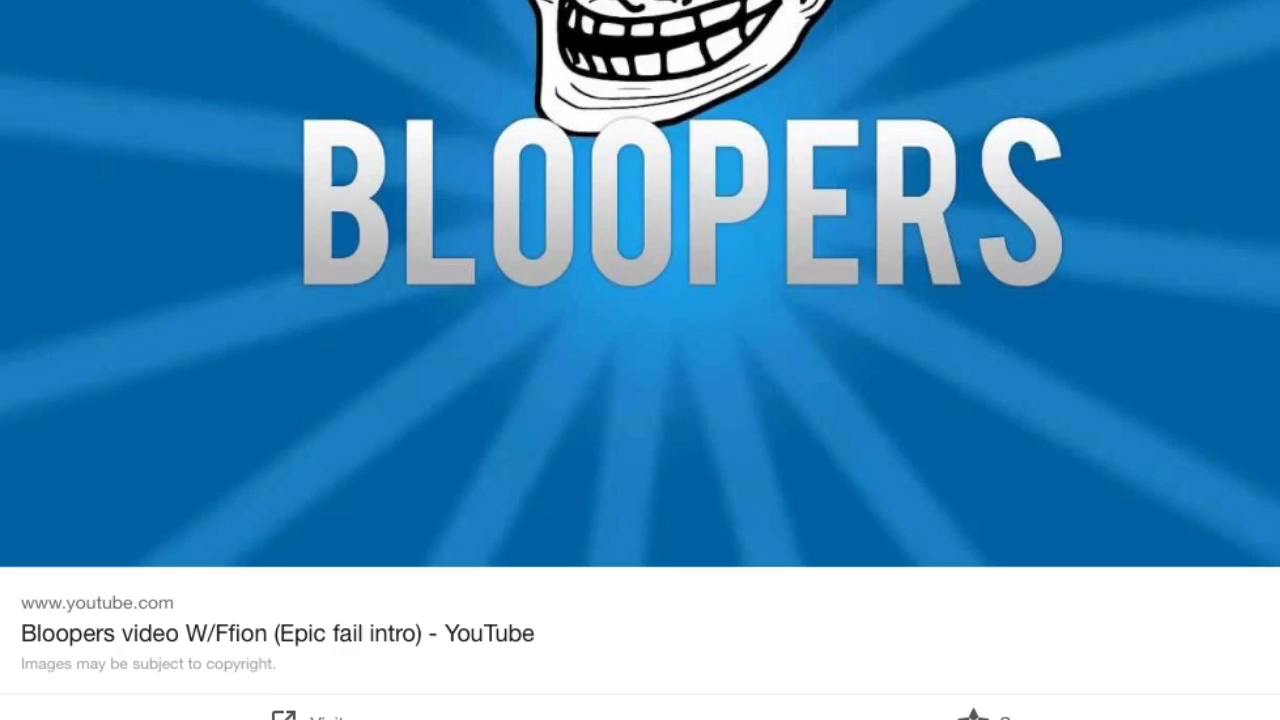 BLOOPERS
www.youtube.com
Bloopers video W/Ffion (Epic fail intro) - YouTube
Images may be subject to copyright.